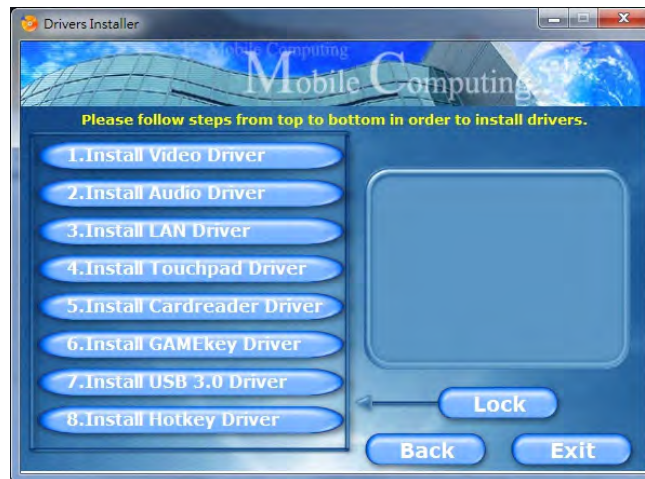 Drivers Installer
Mobile Computing
Mobile Computing
Please follow steps from top to bottom in order to install drivers.
1.Install Video Driver
2.Install Audio Driver
3.Install LAN Driver
4.Install Touchpad Driver
5.Install Cardreader Driver
6.Install GAMEkey Driver
7.Install USB 3.0 Driver
8.Install Hotkey Driver
Lock
Back
Exit